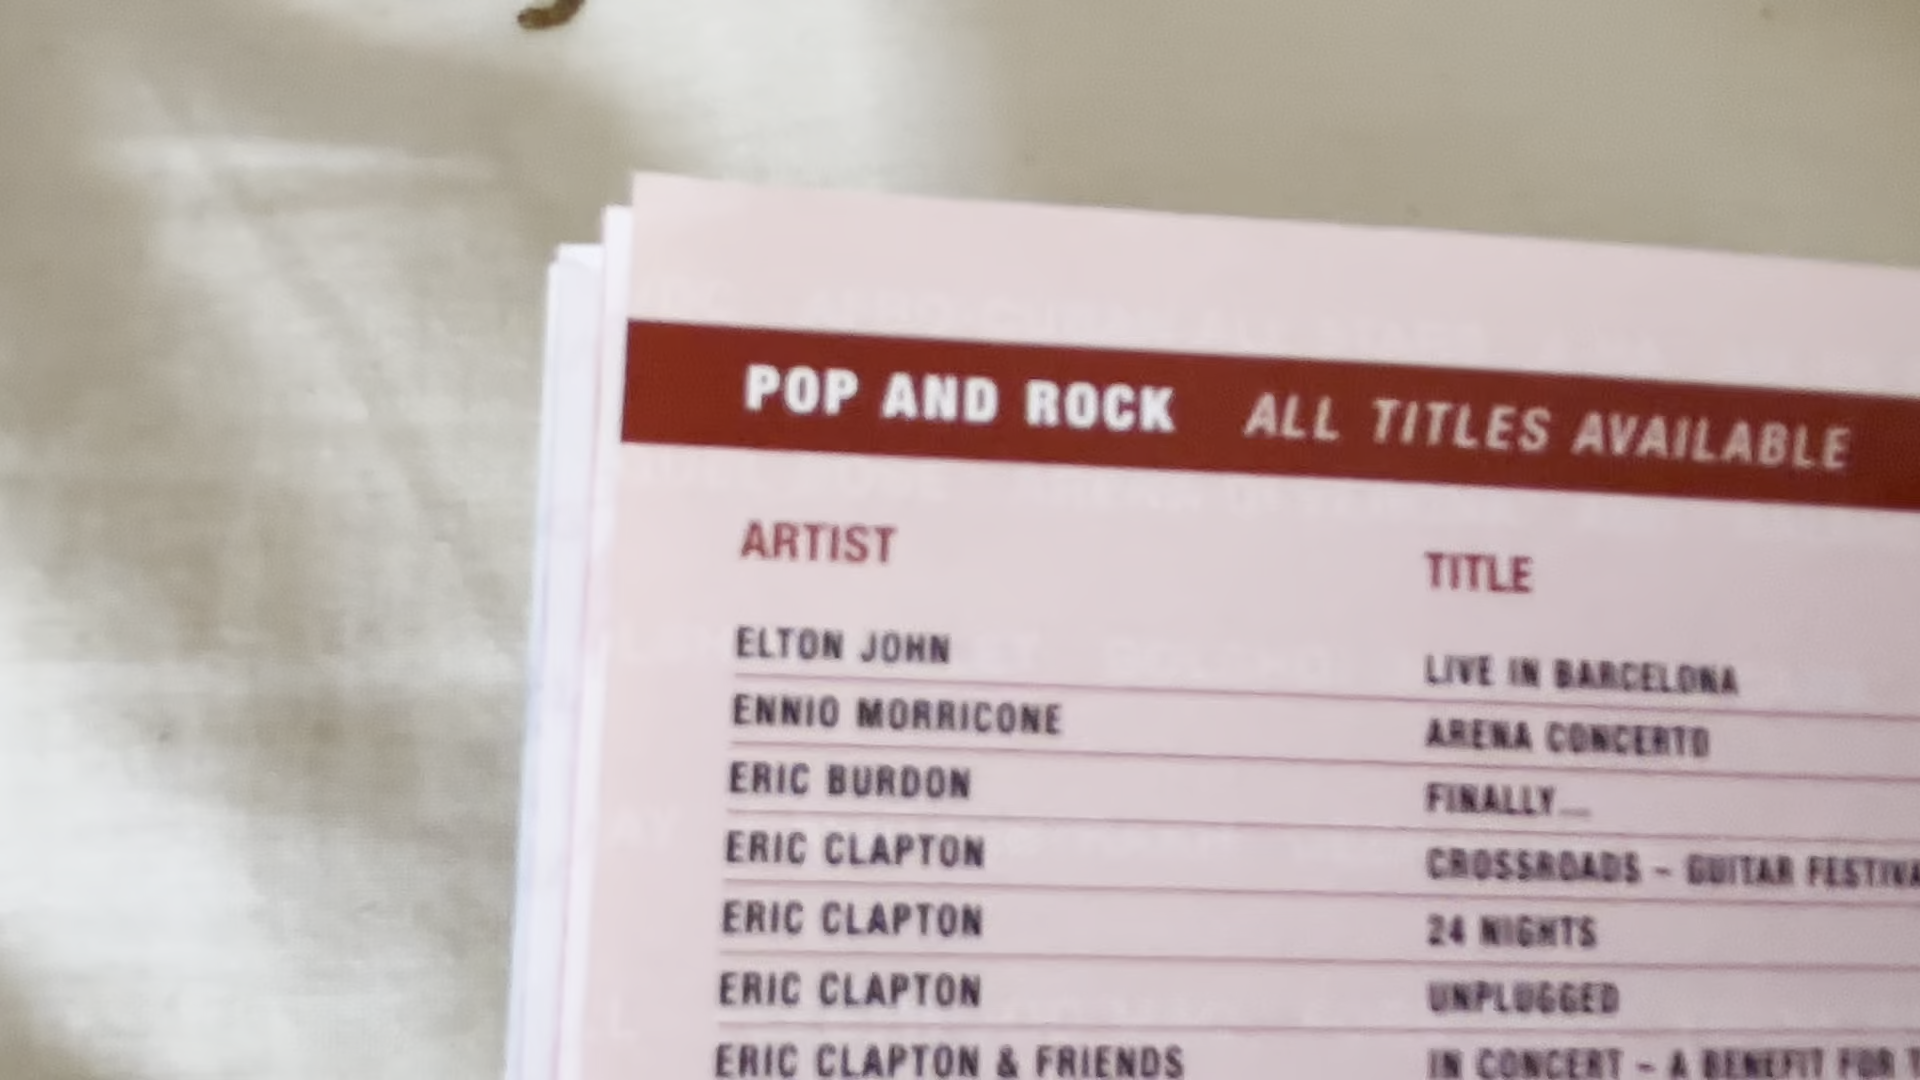 POP AND ROCK ALL TITLES AVAILABLE
ARTIST TITLE
ELTON JOHN LIVE IN BARCELONA
ENNIO MORRICONE ARENA CONCERTO
ERIC BURDON FINALLY...
ERIC CLAPTON CROSSROADS – GUITAR FESTIVA
ERIC CLAPTON 24 NIGHTS
ERIC CLAPTON UNPLUGGED
ERIC CLAPTON & FRIENDS IN CONCERT – A BENEFIT FOR T